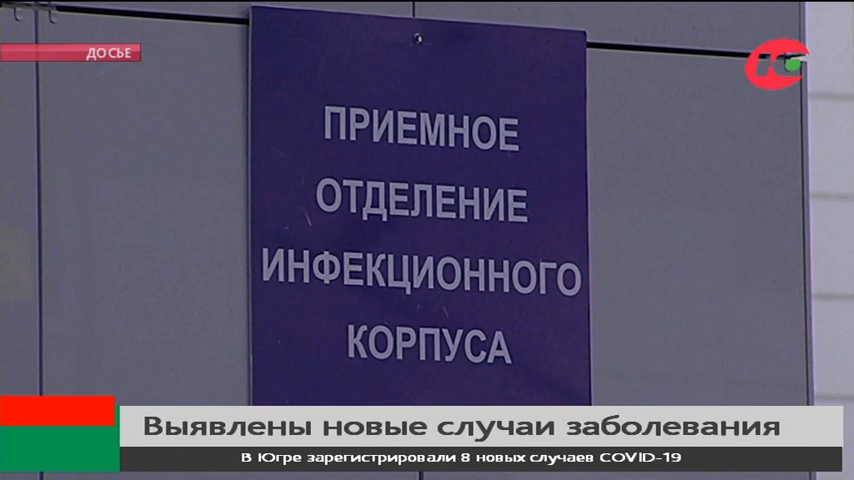 ДОСЬЕ
ПРИЕМНОЕ
ОТДЕЛЕНИЕ
ИНФЕКЦИОННОГО
КОРПУСА
Выявлены новые случаи заболевания
В Югре зарегистрировали 8 новых случаев COVID-19